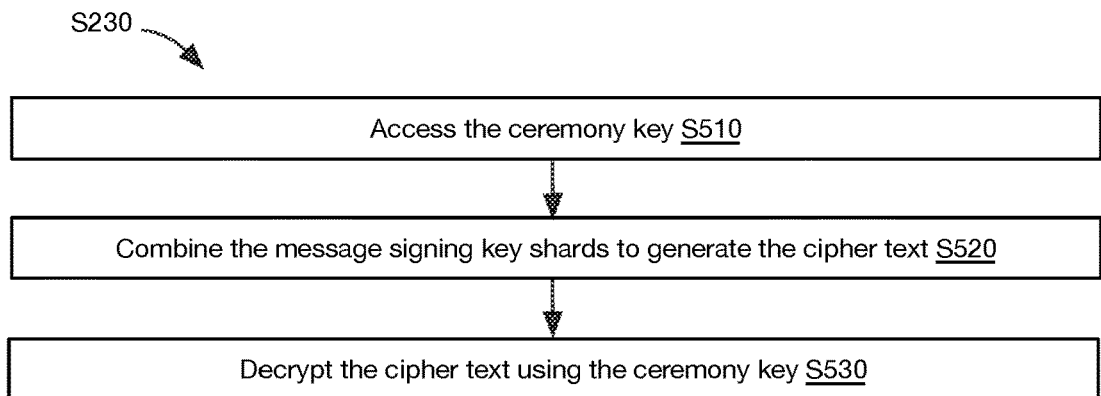 S230
Access the ceremony key S510
Combine the message signing key shards to generate the cipher text S520
Decrypt the cipher text using the ceremony key S530